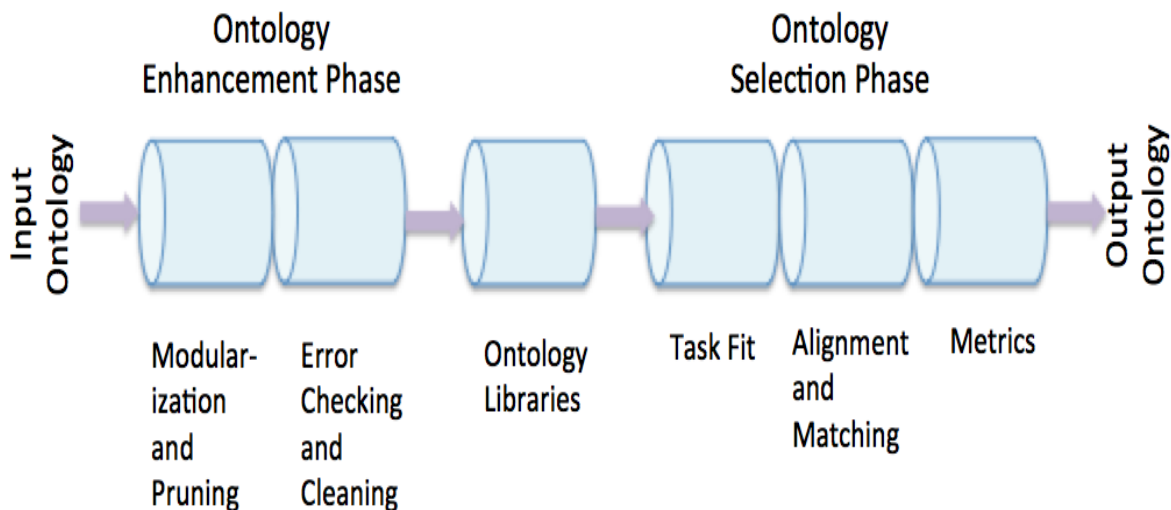 Ontology
Enhancement Phase
Ontology
Selection Phase
Input
Ontology
Output
Ontology
Modular-
ization
and
Pruning
Error
Checking
and
Cleaning
Ontology
Libraries
Task Fit
Alignment
and
Matching
Metrics